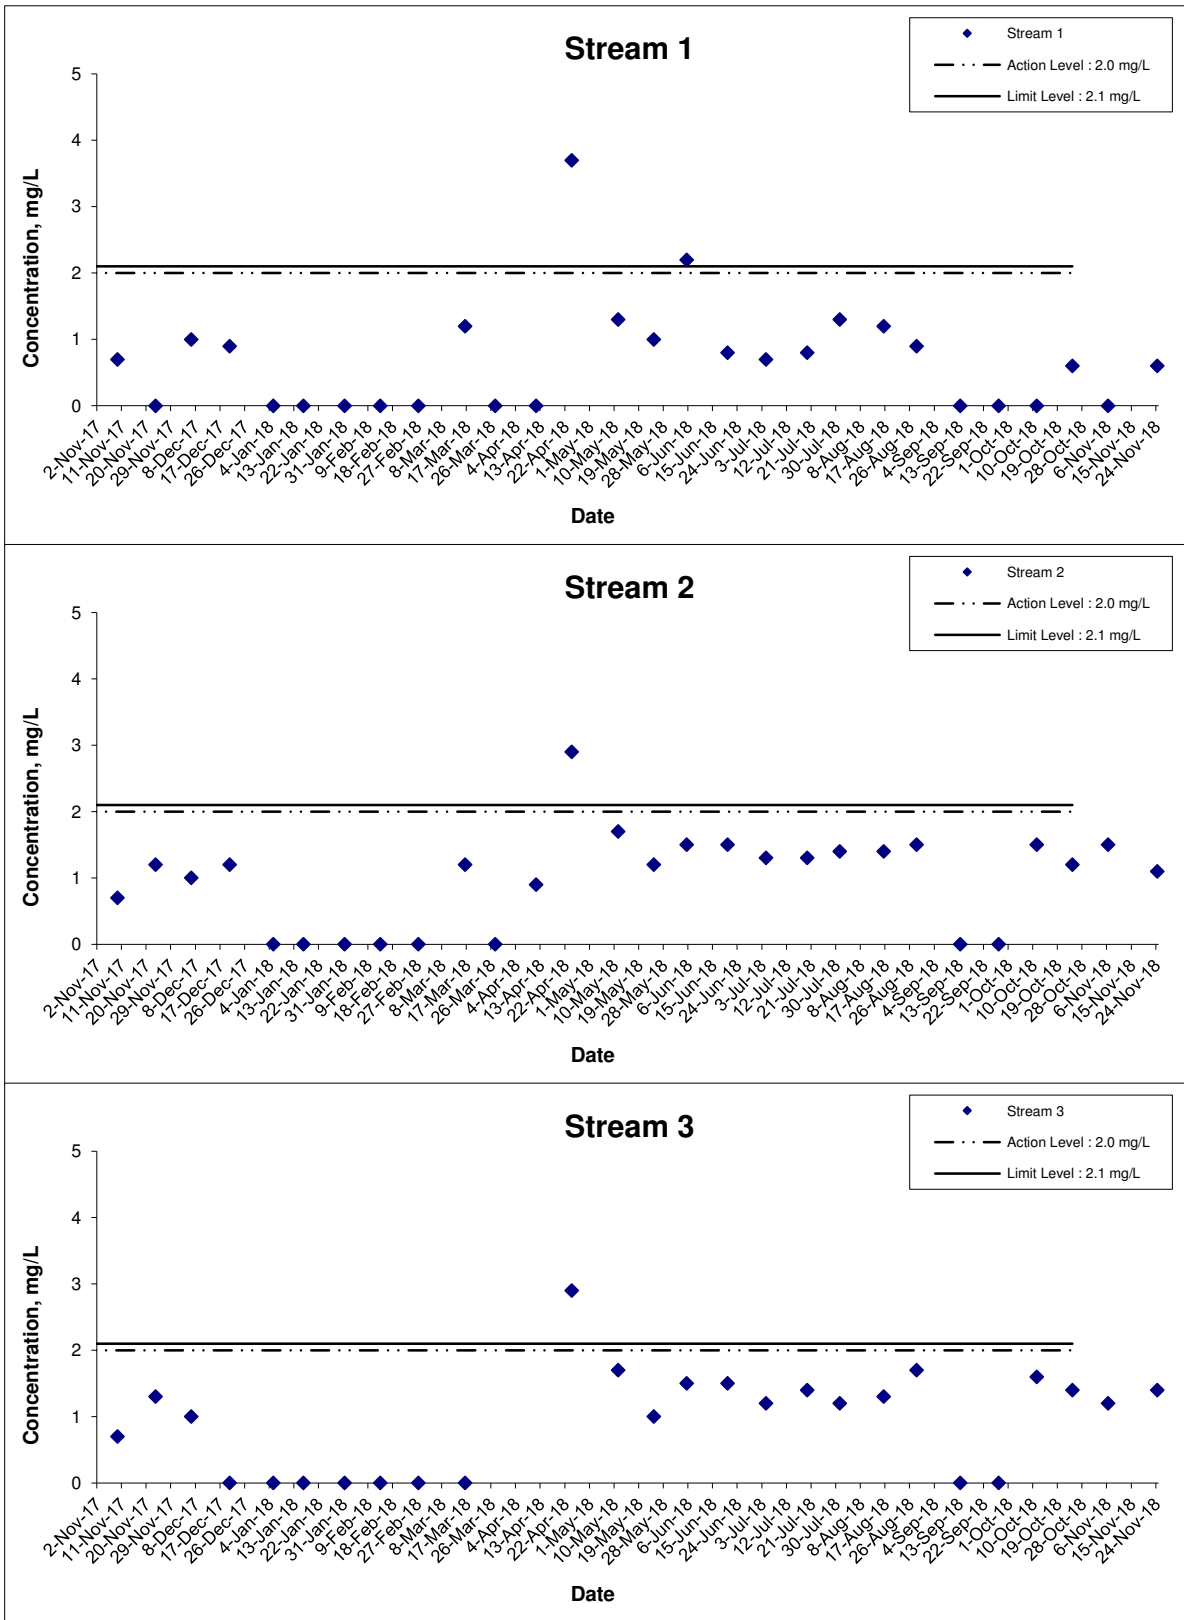 Stream 1
Stream 1
Action Level : 2.0 mg/L
Limit Level : 2.1 mg/L
Concentration, mg/L
5
4
3
2
1
0
2-Nov-17
11-Nov-17
20-Nov-17
29-Nov-17
8-Dec-17
17-Dec-17
26-Dec-17
4-Jan-18
13-Jan-18
22-Jan-18
31-Jan-18
9-Feb-18
18-Feb-18
27-Feb-18
8-Mar-18
17-Mar-18
26-Mar-18
4-Apr-18
13-Apr-18
22-Apr-18
1-May-18
10-May-18
19-May-18
28-May-18
6-Jun-18
15-Jun-18
24-Jun-18
3-Jul-18
12-Jul-18
21-Jul-18
30-Jul-18
8-Aug-18
17-Aug-18
26-Aug-18
4-Sep-18
13-Sep-18
22-Sep-18
1-Oct-18
10-Oct-18
19-Oct-18
28-Oct-18
6-Nov-18
15-Nov-18
24-Nov-18
Date
Stream 2
Stream 2
Action Level : 2.0 mg/L
Limit Level : 2.1 mg/L
Concentration, mg/L
5
4
3
2
1
0
2-Nov-17
11-Nov-17
20-Nov-17
29-Nov-17
8-Dec-17
17-Dec-17
26-Dec-17
4-Jan-18
13-Jan-18
22-Jan-18
31-Jan-18
9-Feb-18
18-Feb-18
27-Feb-18
8-Mar-18
17-Mar-18
26-Mar-18
4-Apr-18
13-Apr-18
22-Apr-18
1-May-18
10-May-18
19-May-18
28-May-18
6-Jun-18
15-Jun-18
24-Jun-18
3-Jul-18
12-Jul-18
21-Jul-18
30-Jul-18
8-Aug-18
17-Aug-18
26-Aug-18
4-Sep-18
13-Sep-18
22-Sep-18
1-Oct-18
10-Oct-18
19-Oct-18
28-Oct-18
6-Nov-18
15-Nov-18
24-Nov-18
Date
Stream 3
Stream 3
Action Level : 2.0 mg/L
Limit Level : 2.1 mg/L
Concentration, mg/L
5
4
3
2
1
0
2-Nov-17
11-Nov-17
20-Nov-17
29-Nov-17
8-Dec-17
17-Dec-17
26-Dec-17
4-Jan-18
13-Jan-18
22-Jan-18
31-Jan-18
9-Feb-18
18-Feb-18
27-Feb-18
8-Mar-18
17-Mar-18
26-Mar-18
4-Apr-18
13-Apr-18
22-Apr-18
1-May-18
10-May-18
19-May-18
28-May-18
6-Jun-18
15-Jun-18
24-Jun-18
3-Jul-18
12-Jul-18
21-Jul-18
30-Jul-18
8-Aug-18
17-Aug-18
26-Aug-18
4-Sep-18
13-Sep-18
22-Sep-18
1-Oct-18
10-Oct-18
19-Oct-18
28-Oct-18
6-Nov-18
15-Nov-18
24-Nov-18
Date